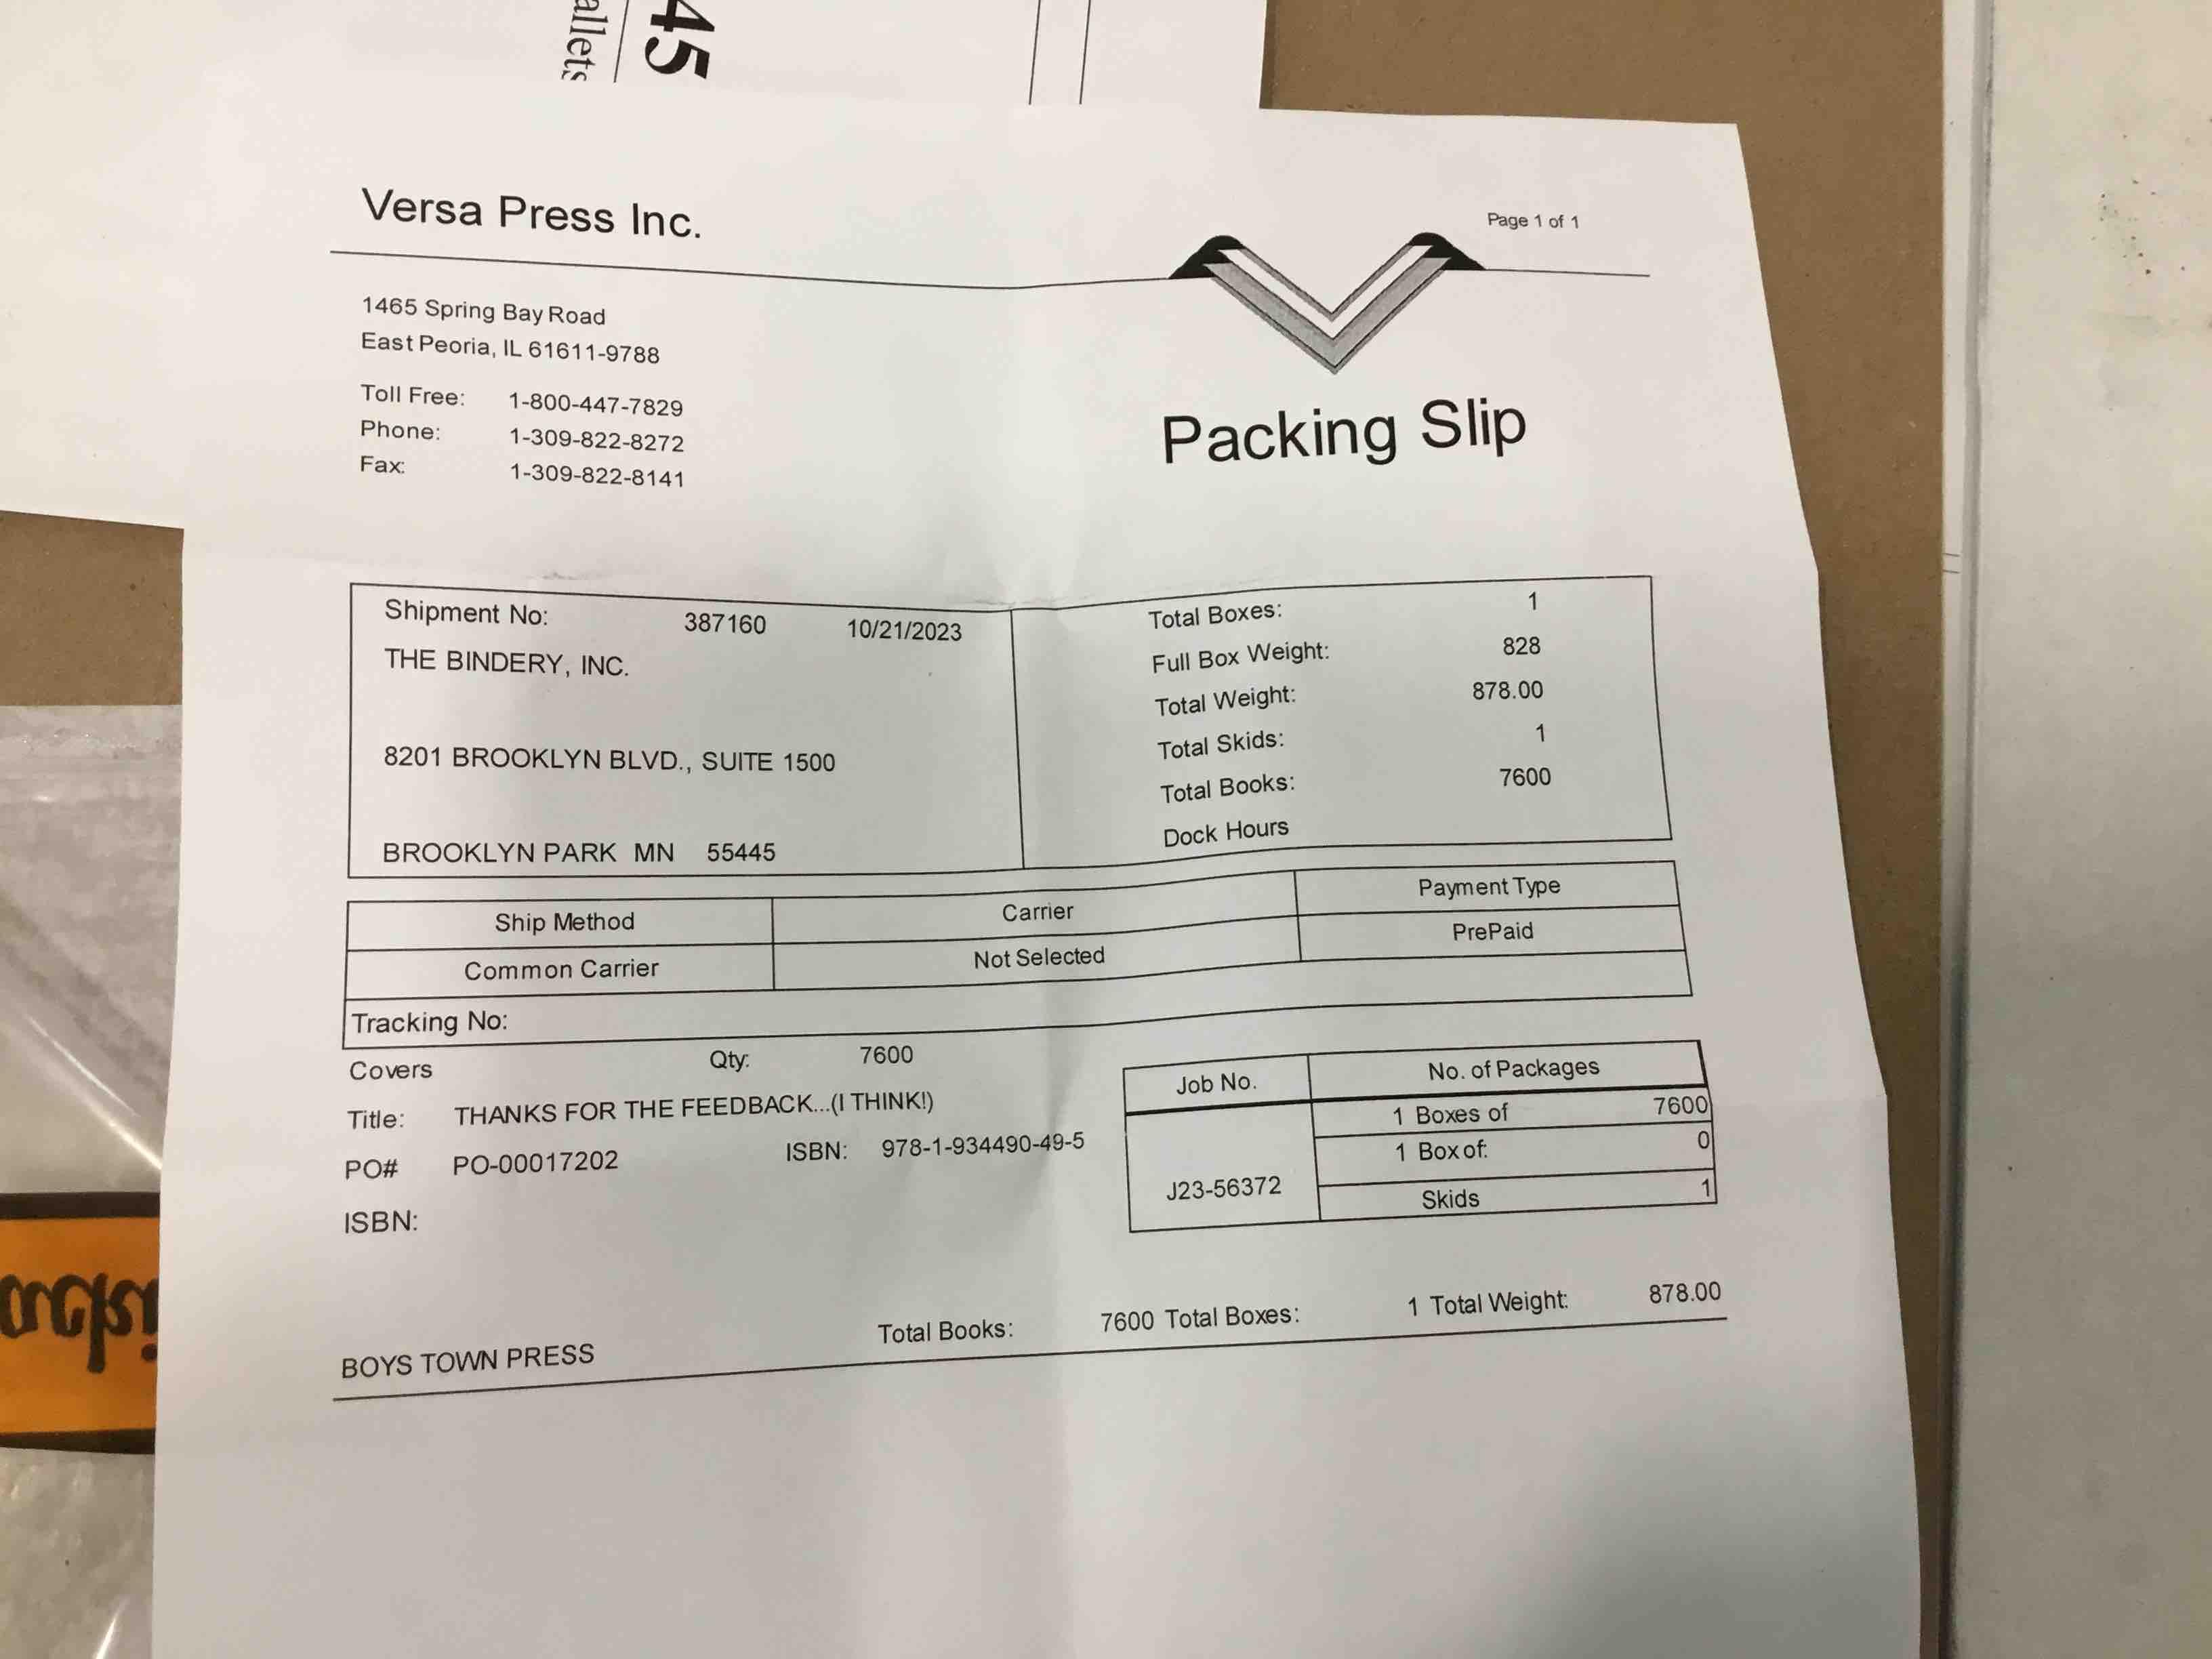 allets
45
Versa Press Inc.
Page 1 of 1
1465 Spring Bay Road
East Peoria, IL 61611-9788
Toll Free: 1-800-447-7829
Phone: 1-309-822-8272
Fax: 1-309-822-8141
Packing Slip
Shipment No: 387160 10/21/2023
THE BINDERY, INC.
8201 BROOKLYN BLVD., SUITE 1500
BROOKLYN PARK MN 55445
Total Boxes: 1
Full Box Weight: 828
Total Weight: 878.00
Total Skids: 1
Total Books: 7600
Dock Hours
Ship Method Carrier Payment Type
Common Carrier Not Selected PrePaid
Tracking No:
Covers Qty: 7600
Title: THANKS FOR THE FEEDBACK...(I THINK!)
PO# PO-00017202 ISBN: 978-1-934490-49-5
ISBN:
Job No. No. of Packages
J23-56372
1 Boxes of 7600
1 Box of: 0
Skids 1
BOYS TOWN PRESS Total Books: 7600 Total Boxes: 1 Total Weight: 878.00